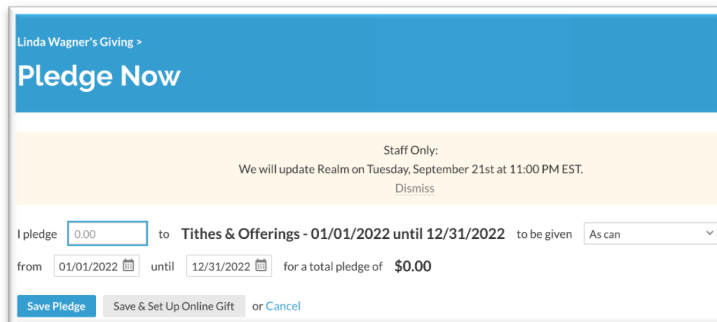 Linda Wagner's Giving >
Pledge Now
Staff Only:
We will update Realm on Tuesday, September 21st at 11:00 PM EST.
Dismiss
I pledge 0.00 to Tithes & Offerings - 01/01/2022 until 12/31/2022 to be given As can
from 01/01/2022 until 12/31/2022 for a total pledge of $0.00
Save Pledge Save & Set Up Online Gift or Cancel